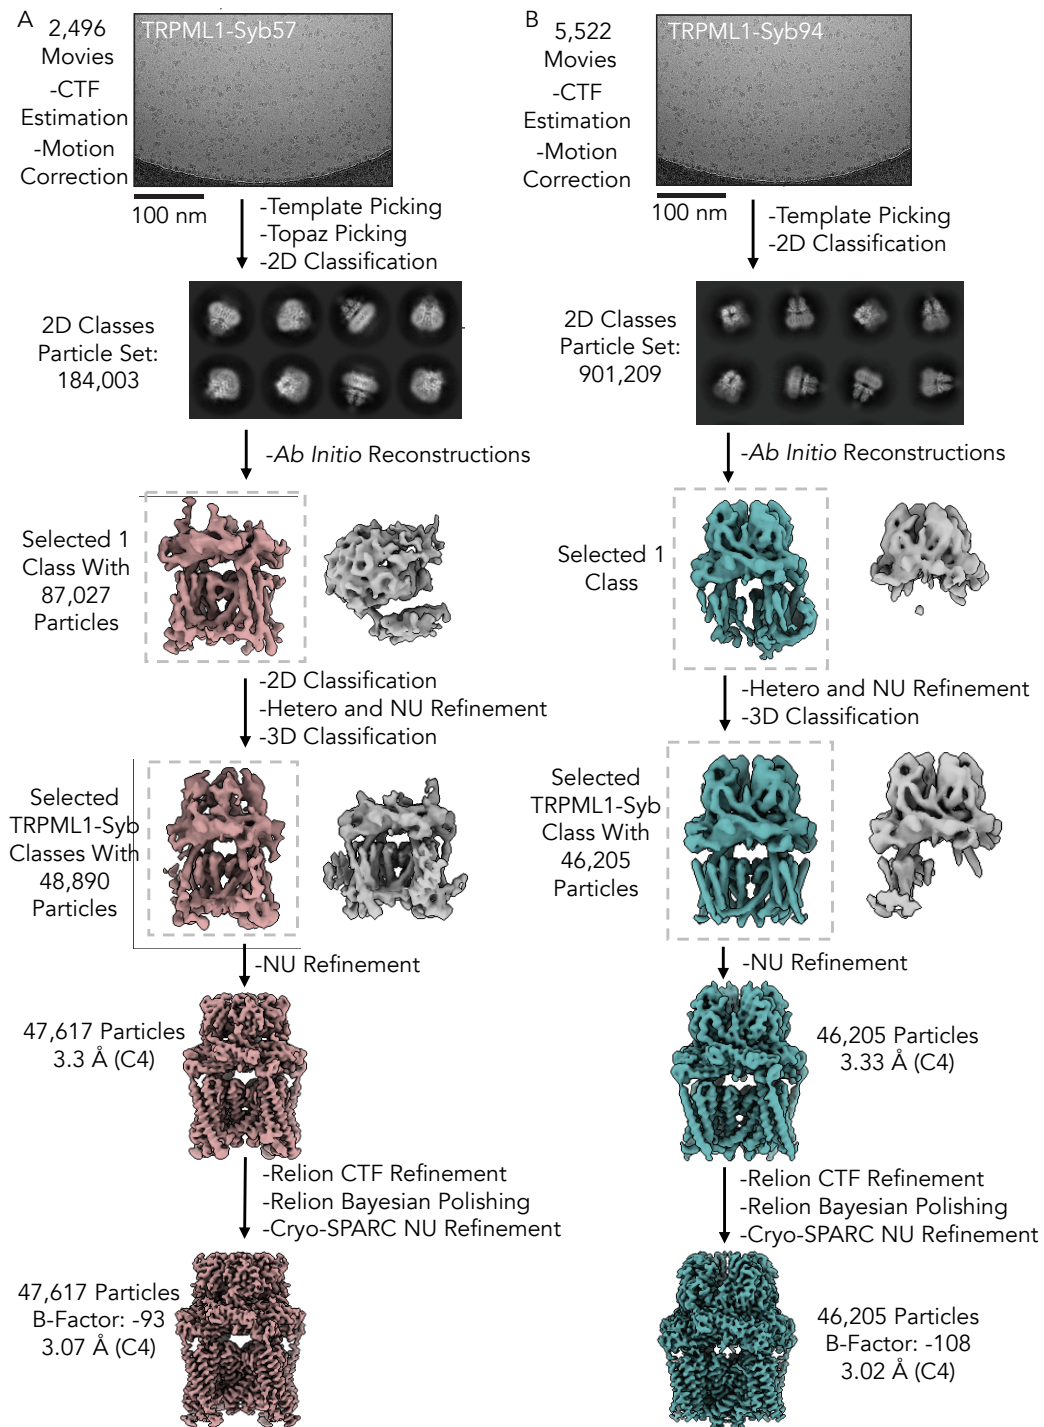 A
2,496
Movies
-CTF
Estimation
-Motion
Correction
TRPML1-Syb57
100 nm
-Template Picking
-Topaz Picking
-2D Classification
2D Classes
Particle Set:
184,003
-Ab Initio Reconstructions
Selected 1
Class With
87,027
Particles
-2D Classification
-Hetero and NU Refinement
-3D Classification
Selected
TRPML1-Syb
Classes With
48,890
Particles
-NU Refinement
47,617 Particles
3.3 Å (C4)
-Relion CTF Refinement
-Relion Bayesian Polishing
-Cryo-SPARC NU Refinement
47,617 Particles
B-Factor: -93
3.07 Å (C4)
B
5,522
Movies
-CTF
Estimation
-Motion
Correction
TRPML1-Syb94
100 nm
-Template Picking
-2D Classification
2D Classes
Particle Set:
901,209
-Ab Initio Reconstructions
Selected 1
Class
-Hetero and NU Refinement
-3D Classification
Selected
TRPML1-Syb
Class With
46,205
Particles
-NU Refinement
46,205 Particles
3.33 Å (C4)
-Relion CTF Refinement
-Relion Bayesian Polishing
-Cryo-SPARC NU Refinement
46,205 Particles
B-Factor: -108
3.02 Å (C4)